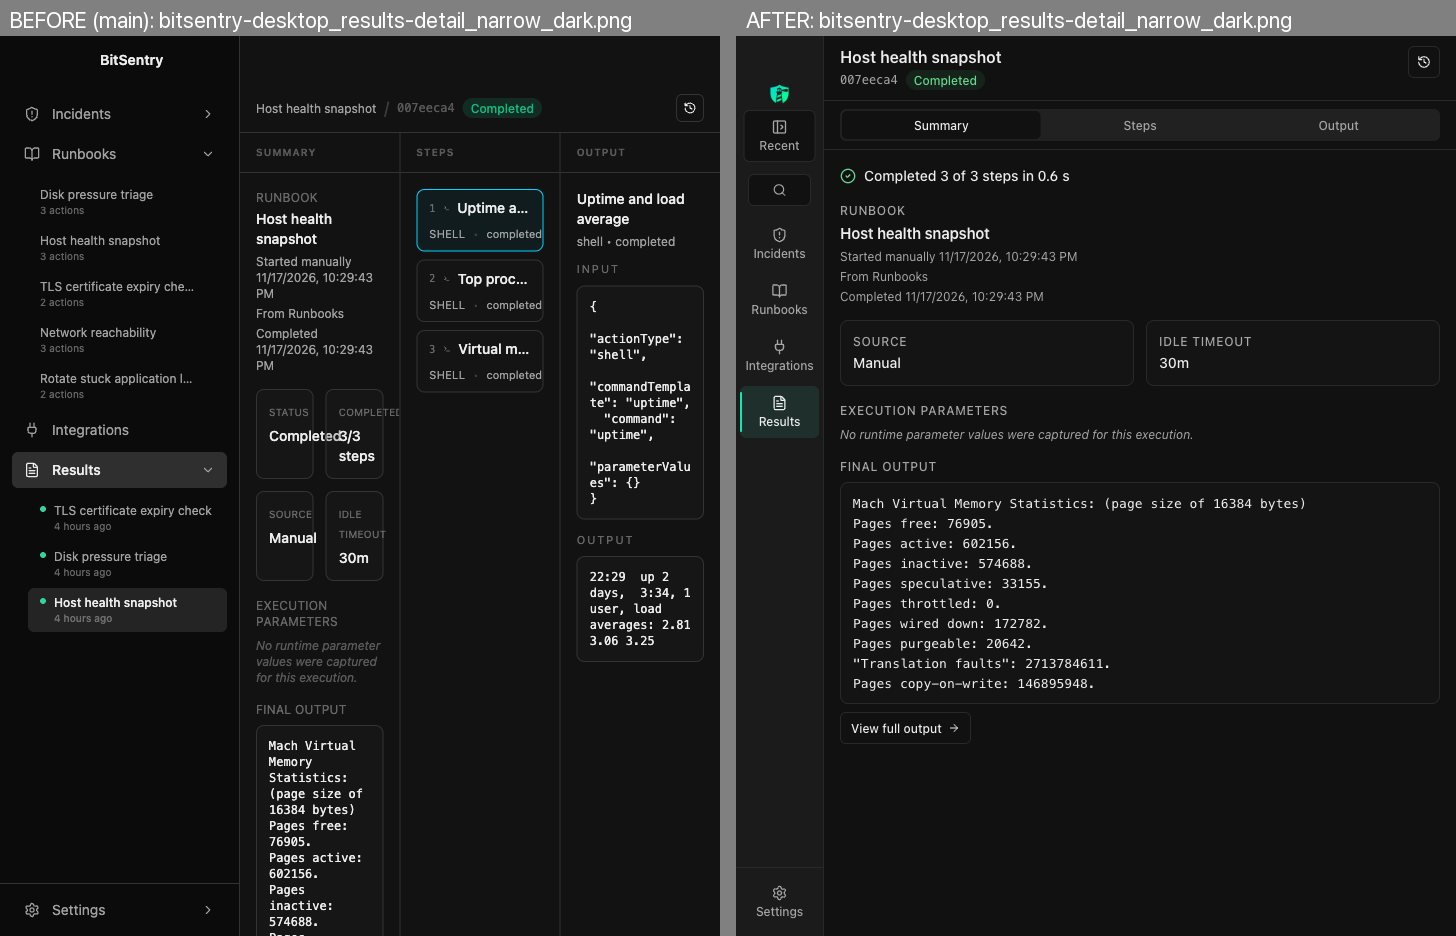 BEFORE (main): bitsentry-desktop_results-detail_narrow_dark.png
BitSentry
Incidents
Runbooks
Disk pressure triage
3 actions
Host health snapshot
3 actions
TLS certificate expiry che...
2 actions
Network reachability
3 actions
Rotate stuck application l...
2 actions
Integrations
Results
TLS certificate expiry check
4 hours ago
Disk pressure triage
4 hours ago
Host health snapshot
4 hours ago
Settings
Host health snapshot / 007eeca4 Completed
SUMMARY
RUNBOOK
Host health
snapshot
Started manually
11/17/2026, 10:29:43
PM
From Runbooks
Completed
11/17/2026, 10:29:43
PM
STATUS
Completed
COMPLETED
3/3
steps
SOURCE
Manual
IDLE
TIMEOUT
30m
EXECUTION
PARAMETERS
No runtime parameter
values were captured
for this execution.
FINAL OUTPUT
Mach Virtual
Memory
Statistics:
(page size of
16384 bytes)
Pages free:
76905.
Pages active:
602156.
Pages
inactive:
574688.
STEPS
1 Uptime a...
SHELL · completed
2 Top proc...
SHELL · completed
3 Virtual m...
SHELL · completed
OUTPUT
Uptime and load
average
shell • completed
INPUT
{
"actionType":
"shell",
"commandTempla
te": "uptime",
"command":
"uptime",
"parameterValu
es": {}
}
OUTPUT
22:29  up 2
days,  3:34, 1
user, load
averages: 2.81
3.06 3.25
AFTER: bitsentry-desktop_results-detail_narrow_dark.png
Recent
Incidents
Runbooks
Integrations
Results
Settings
Host health snapshot
007eeca4 Completed
Summary
Steps
Output
Completed 3 of 3 steps in 0.6 s
RUNBOOK
Host health snapshot
Started manually 11/17/2026, 10:29:43 PM
From Runbooks
Completed 11/17/2026, 10:29:43 PM
SOURCE
Manual
IDLE TIMEOUT
30m
EXECUTION PARAMETERS
No runtime parameter values were captured for this execution.
FINAL OUTPUT
Mach Virtual Memory Statistics: (page size of 16384 bytes)
Pages free: 76905.
Pages active: 602156.
Pages inactive: 574688.
Pages speculative: 33155.
Pages throttled: 0.
Pages wired down: 172782.
Pages purgeable: 20642.
"Translation faults": 2713784611.
Pages copy-on-write: 146895948.
View full output →